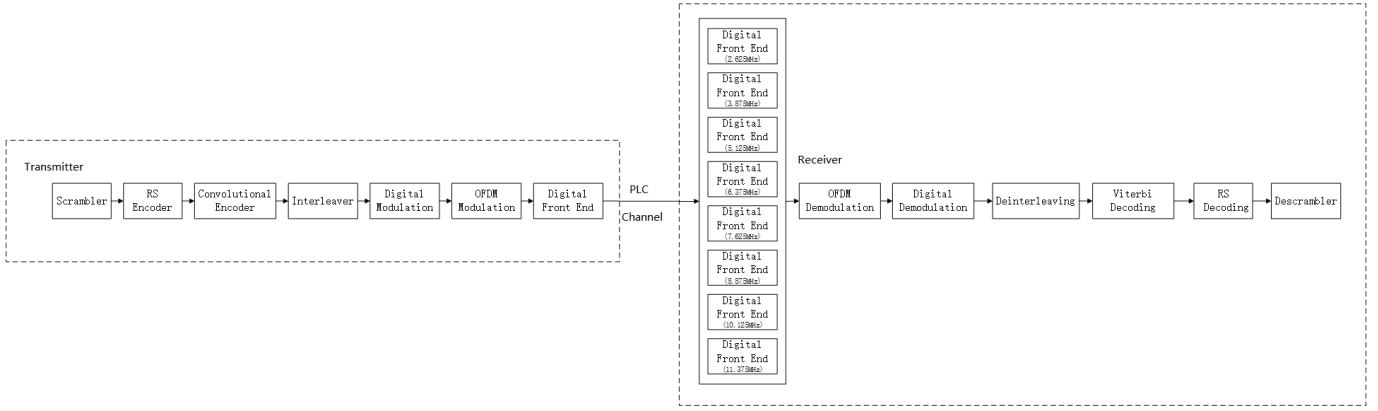 Transmitter
Scrambler
RS
Encoder
Convolutional
Encoder
Interleaver
Digital
Modulation
OFDM
Modulation
Digital
Front End
PLC
Channel
Digital
Front End
(2.625MHz)
Digital
Front End
(3.875MHz)
Digital
Front End
(5.125MHz)
Digital
Front End
(6.375MHz)
Digital
Front End
(7.625MHz)
Digital
Front End
(8.875MHz)
Digital
Front End
(10.125MHz)
Digital
Front End
(11.375MHz)
Receiver
OFDM
Demodulation
Digital
Demodulation
Deinterleaving
Viterbi
Decoding
RS
Decoding
Descrambler